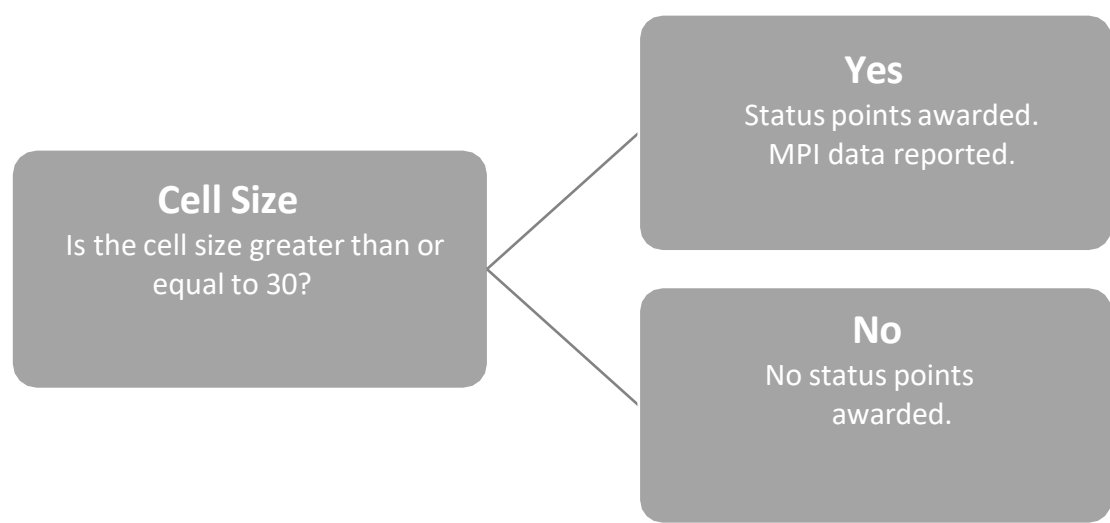 Cell Size
Is the cell size greater than or
equal to 30?
Yes
Status points awarded.
MPI data reported.
No
No status points
awarded.